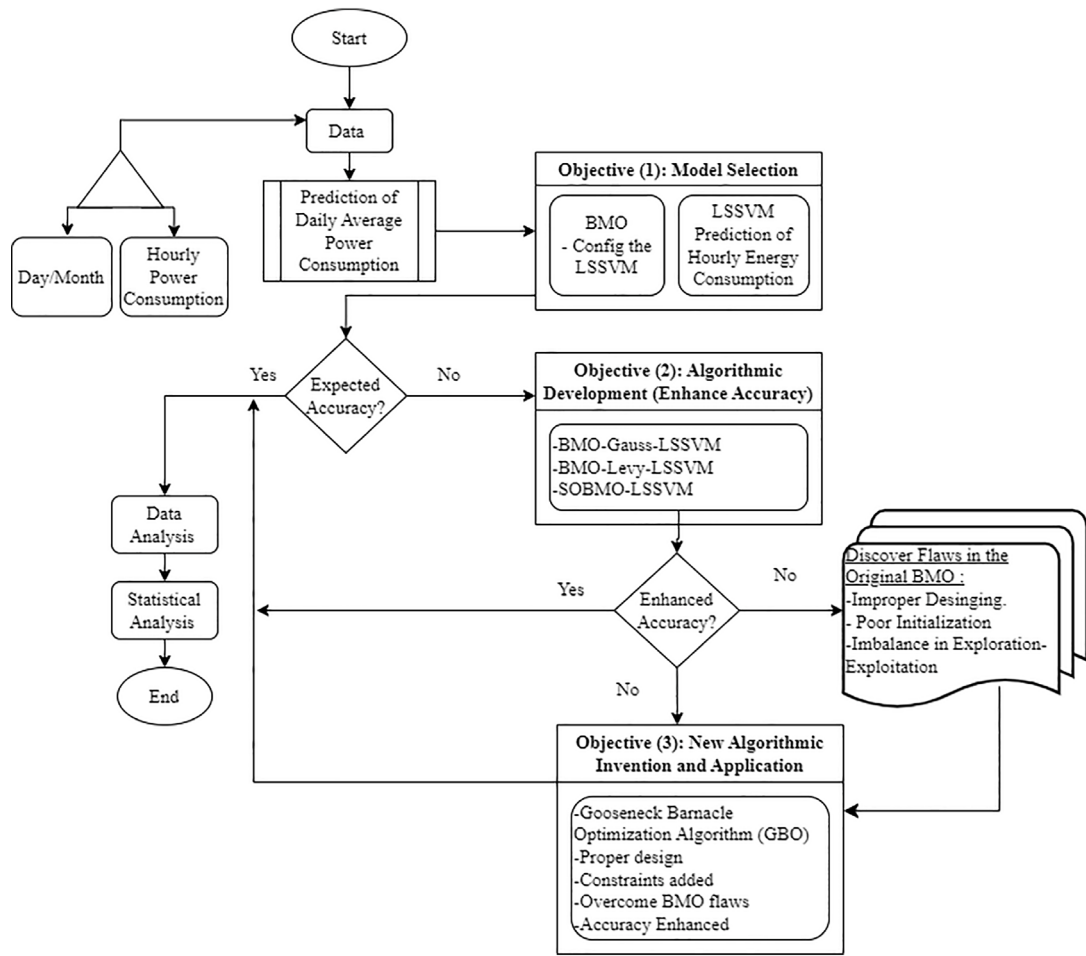 Start
Data
Prediction of
Daily Average
Power
Consumption
Day/Month
Hourly
Power
Consumption
Objective (1): Model Selection
BMO
- Config the
LSSVM
LSSVM
Prediction of
Hourly Energy
Consumption
Yes
Expected
Accuracy?
No
Objective (2): Algorithmic
Development (Enhance Accuracy)
-BMO-Gauss-LSSVM
-BMO-Levy-LSSVM
-SOBMO-LSSVM
Data
Analysis
Statistical
Analysis
End
Yes
Enhanced
Accuracy?
No
No
Discover Flaws in the
Original BMO :
-Improper Desinging.
- Poor Initialization
-Imbalance in Exploration-
Exploitation
Objective (3): New Algorithmic
Invention and Application
-Gooseneck Barnacle
Optimization Algorithm (GBO)
-Proper design
-Constraints added
-Overcome BMO flaws
-Accuracy Enhanced